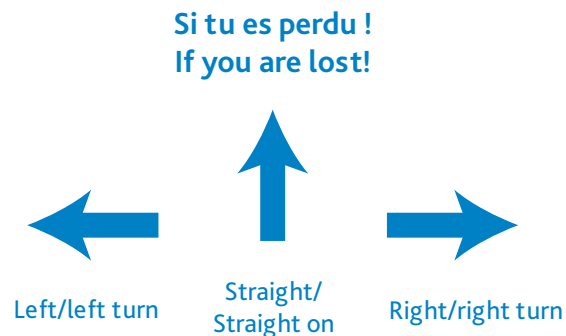 Si tu es perdu !
If you are lost!
Left/left turn
Straight/
Straight on
Right/right turn